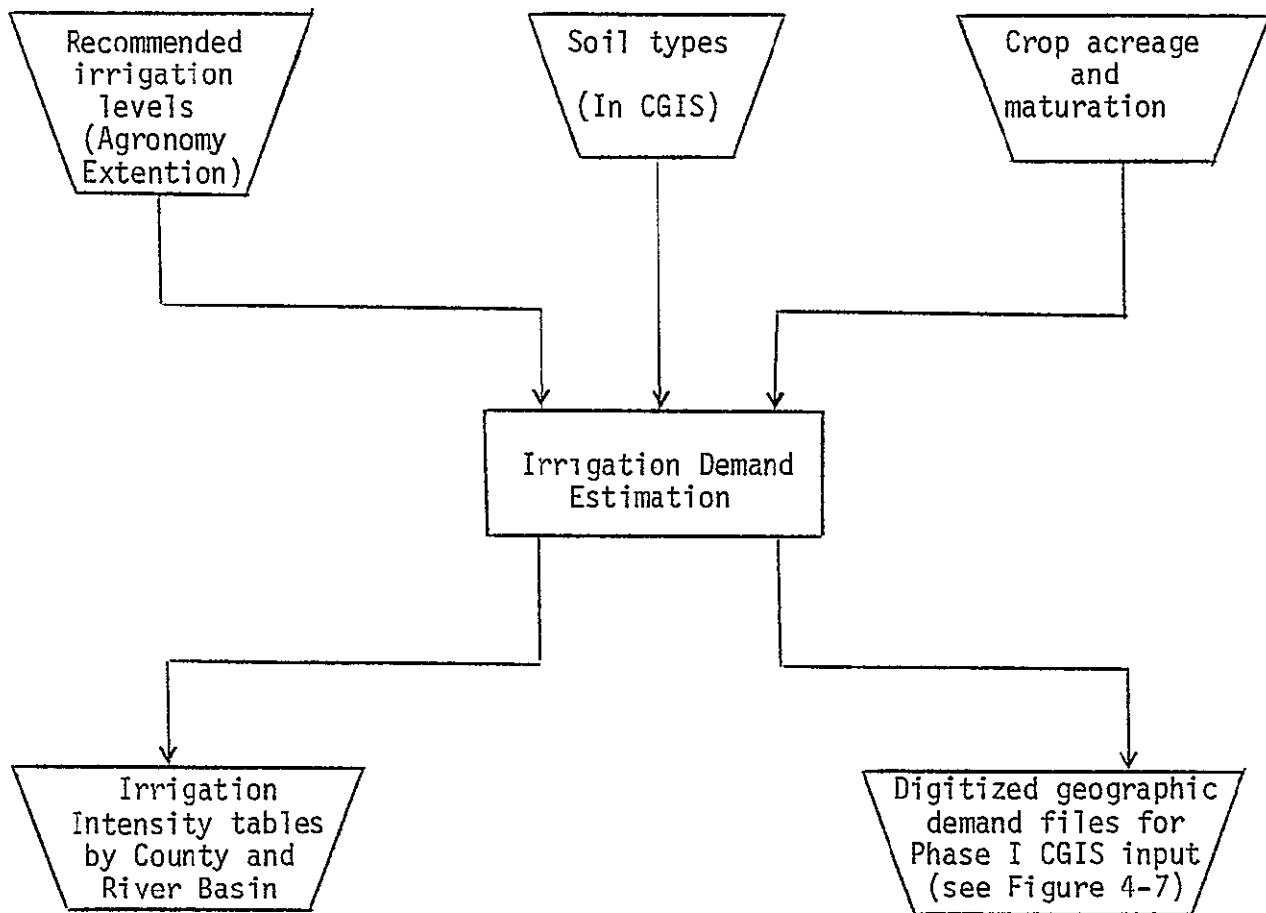 Recommended
irrigation
levels
(Agronomy
Extention)
Soil types
(In CGIS)
Crop acreage
and
maturation
Irrigation Demand
Estimation
Irrigation
Intensity tables
by County and
River Basin
Digitized geographic
demand files for
Phase I CGIS input
(see Figure 4-7)